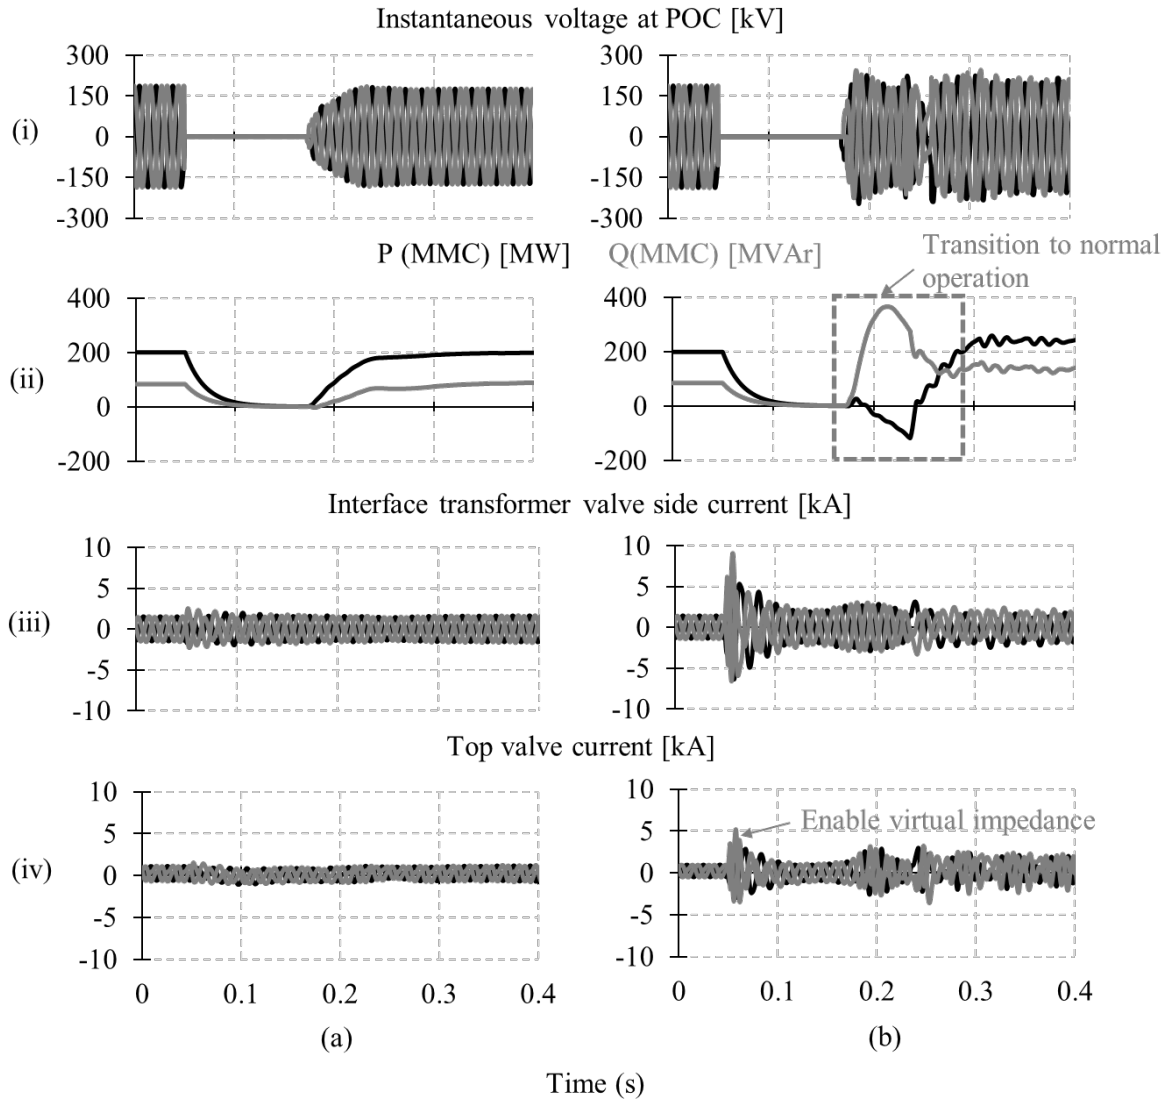 Instantaneous voltage at POC [kV]
300 300
150 150
(i) 0 0
-150 -150
-300 -300
P (MMC) [MW] Q(MMC) [MVAr] Transition to normal
operation
400 400
200 200
(ii) 0 0
-200 -200
Interface transformer valve side current [kA]
10 10
5 5
(iii) 0 0
-5 -5
-10 -10
Top valve current [kA]
10 10
5 5 Enable virtual impedance
(iv) 0 0
-5 -5
-10 -10
0 0.1 0.2 0.3 0.4 0 0.1 0.2 0.3 0.4
(a) (b)
Time (s)